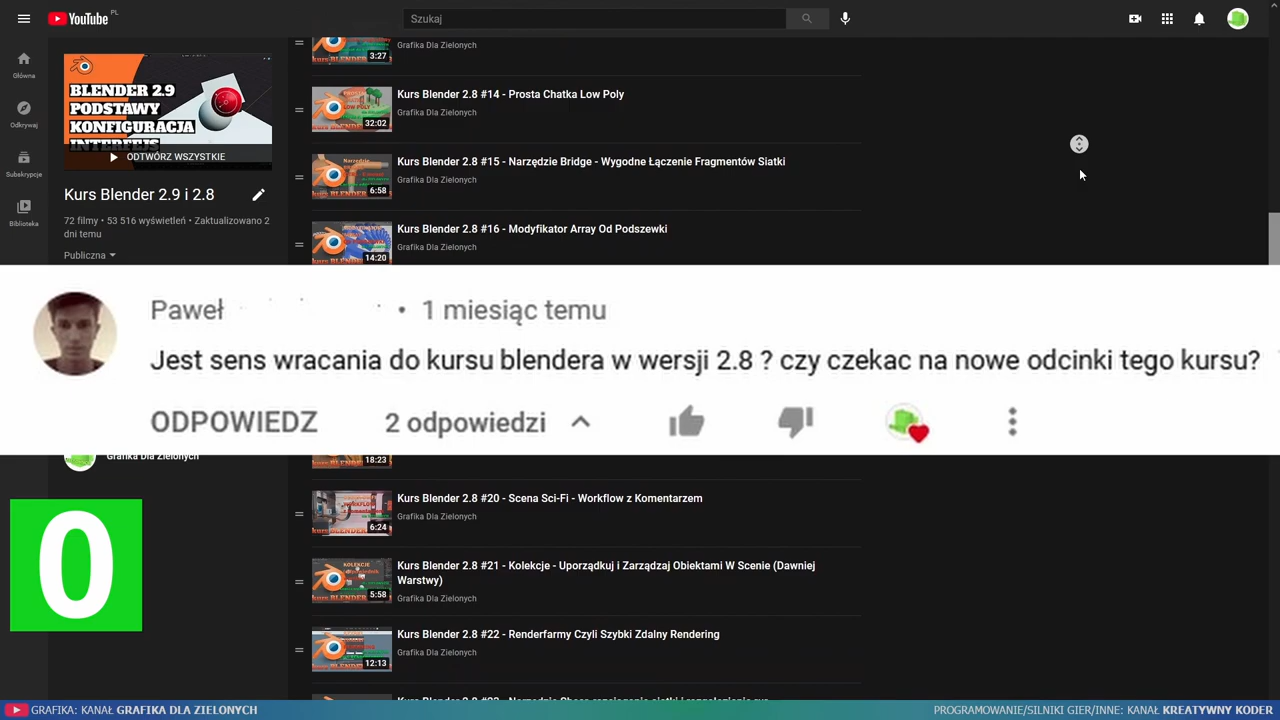 YouTube PL
Szukaj
Główna
Odkrywaj
Subskrypcje
Biblioteka
BLENDER 2.9
PODSTAWY
KONFIGURACJA
INTERFEJS
ODTWÓRZ WSZYSTKIE
Kurs Blender 2.9 i 2.8
72 filmy • 53 516 wyświetleń • Zaktualizowano 2
dni temu
Publiczna
Grafika Dla Zielonych
3:27
Kurs Blender 2.8 #14 - Prosta Chatka Low Poly
Grafika Dla Zielonych
32:02
Kurs Blender 2.8 #15 - Narzędzie Bridge - Wygodne Łączenie Fragmentów Siatki
Grafika Dla Zielonych
6:58
Kurs Blender 2.8 #16 - Modyfikator Array Od Podszewki
Grafika Dla Zielonych
14:20
Paweł • 1 miesiąc temu
Jest sens wracania do kursu blendera w wersji 2.8 ? czy czekac na nowe odcinki tego kursu?
ODPOWIEDZ 2 odpowiedzi
Grafika Dla Zielonych
18:23
0
Kurs Blender 2.8 #20 - Scena Sci-Fi - Workflow z Komentarzem
Grafika Dla Zielonych
6:24
Kurs Blender 2.8 #21 - Kolekcje - Uporządkuj i Zarządzaj Obiektami W Scenie (Dawniej
Warstwy)
Grafika Dla Zielonych
5:58
Kurs Blender 2.8 #22 - Renderfarmy Czyli Szybki Zdalny Rendering
Grafika Dla Zielonych
12:13
GRAFIKA: KANAŁ GRAFIKA DLA ZIELONYCH
PROGRAMOWANIE/SILNIKI GIER/INNE: KANAŁ KREATYWNY KODER